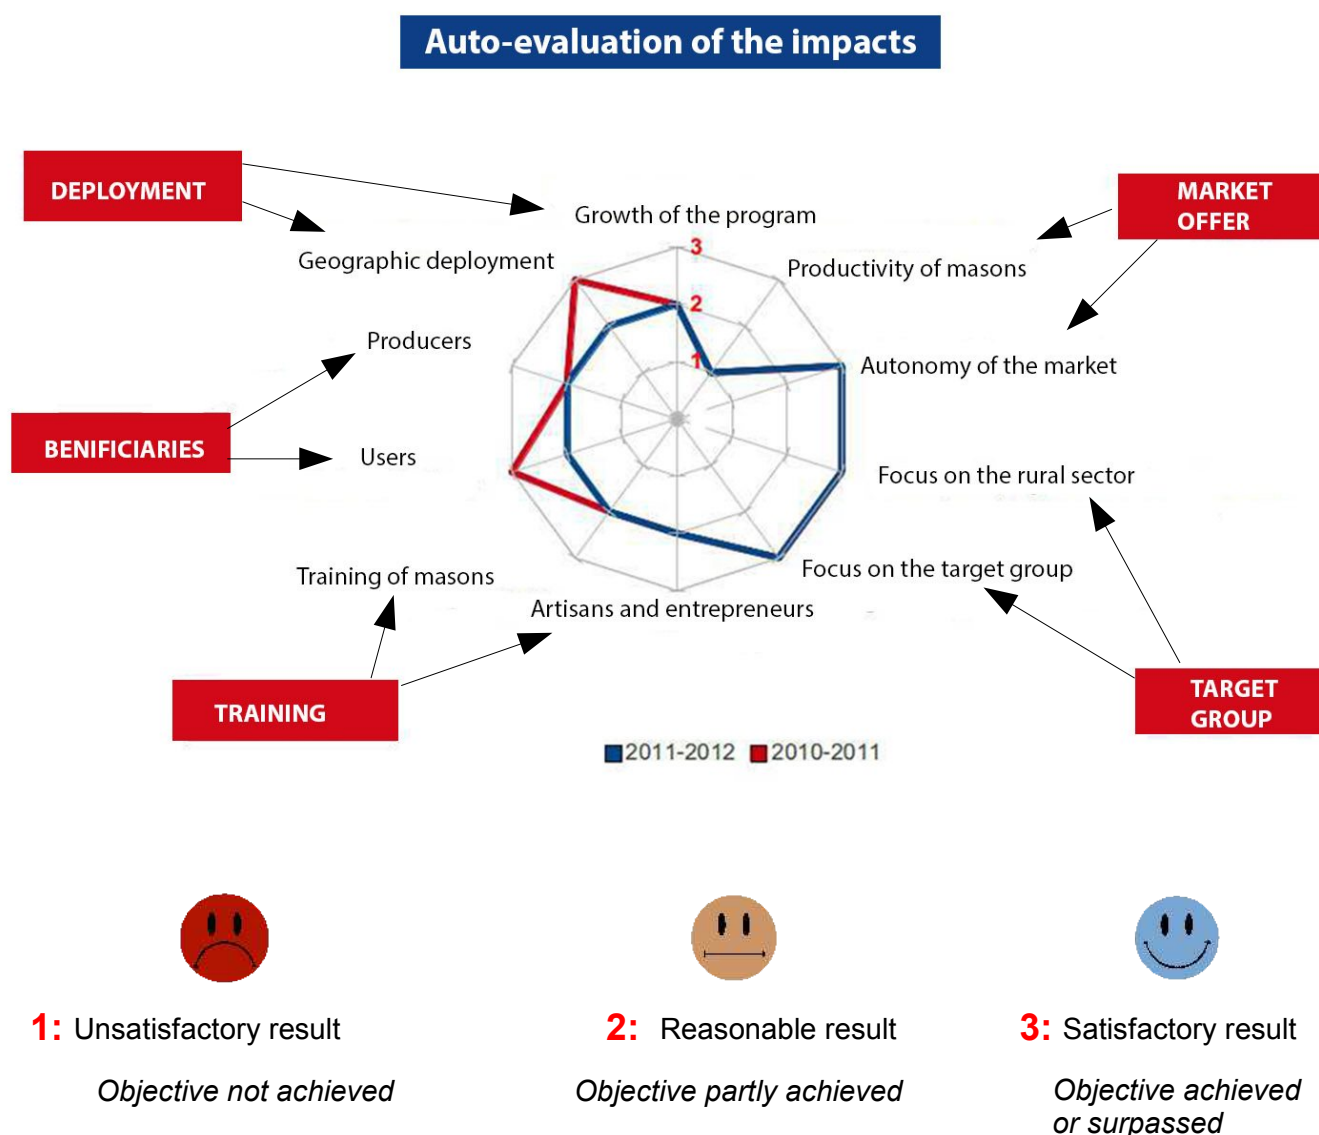 Auto-evaluation of the impacts
DEPLOYMENT
MARKET
OFFER
Growth of the program
3
Geographic deployment
Productivity of masons
2
Producers
1
Autonomy of the market
BENIFICIARIES
Users
Focus on the rural sector
Training of masons
Focus on the target group
Artisans and entrepreneurs
TRAINING
TARGET
GROUP
2011-2012 2010-2011
1: Unsatisfactory result
Objective not achieved
2: Reasonable result
Objective partly achieved
3: Satisfactory result
Objective achieved
or surpassed